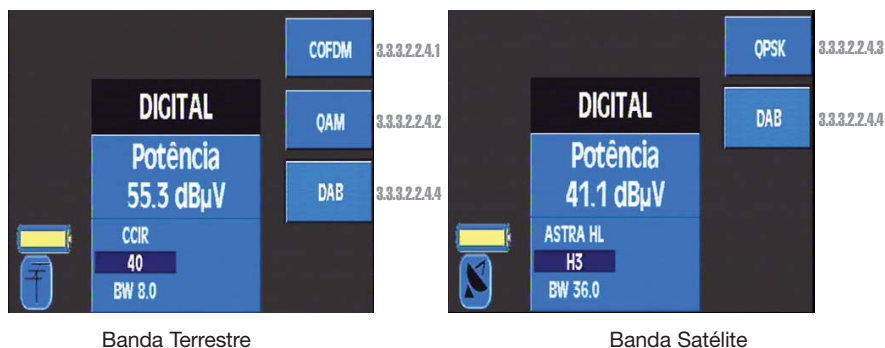 COFDM 3.3.3.2.2.4.1
DIGITAL
QAM 3.3.3.2.2.4.2
Potência
55.3 dBµV
DAB 3.3.3.2.2.4.4
CCIR
40
BW 8.0
Banda Terrestre
QPSK 3.3.3.2.2.4.3
DIGITAL
DAB 3.3.3.2.2.4.4
Potência
41.1 dBµV
ASTRA HL
H3
BW 36.0
Banda Satélite